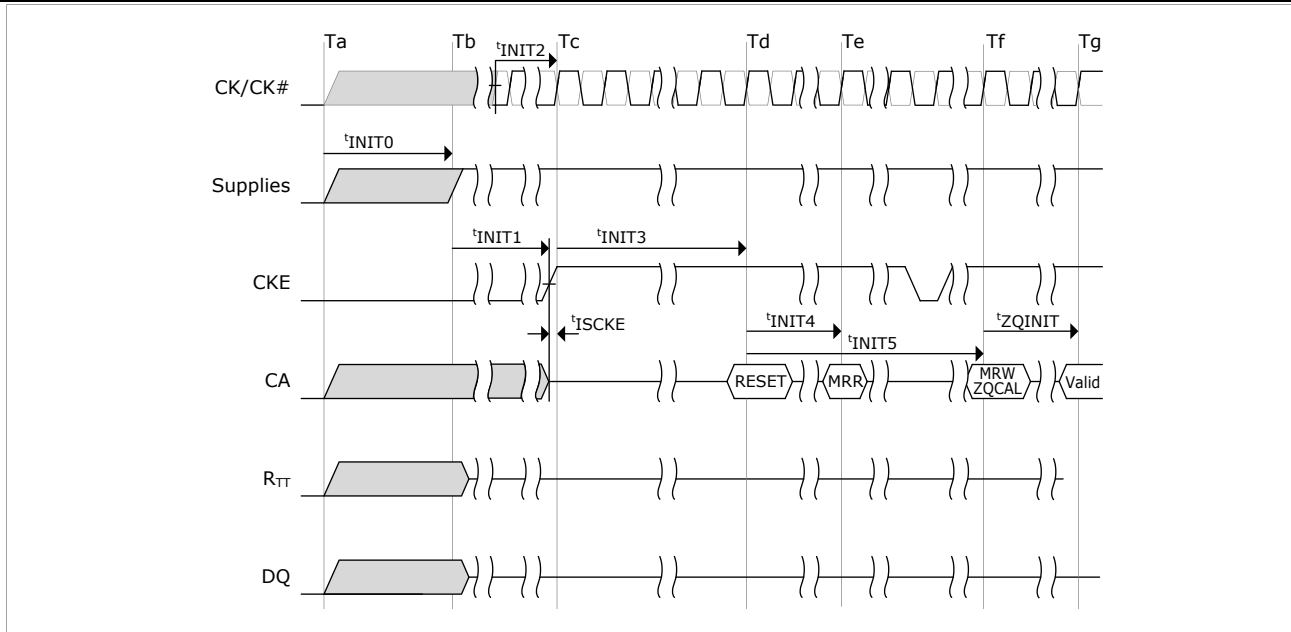 Ta Tb Tc Td Te Tf Tg
tINIT2
CK/CK#
tINIT0
Supplies
tINIT1 tINIT3
CKE
tISCKE tINIT4 tZQINIT
tINIT5
CA RESET MRR MRW ZQCAL Valid
RTT
DQ